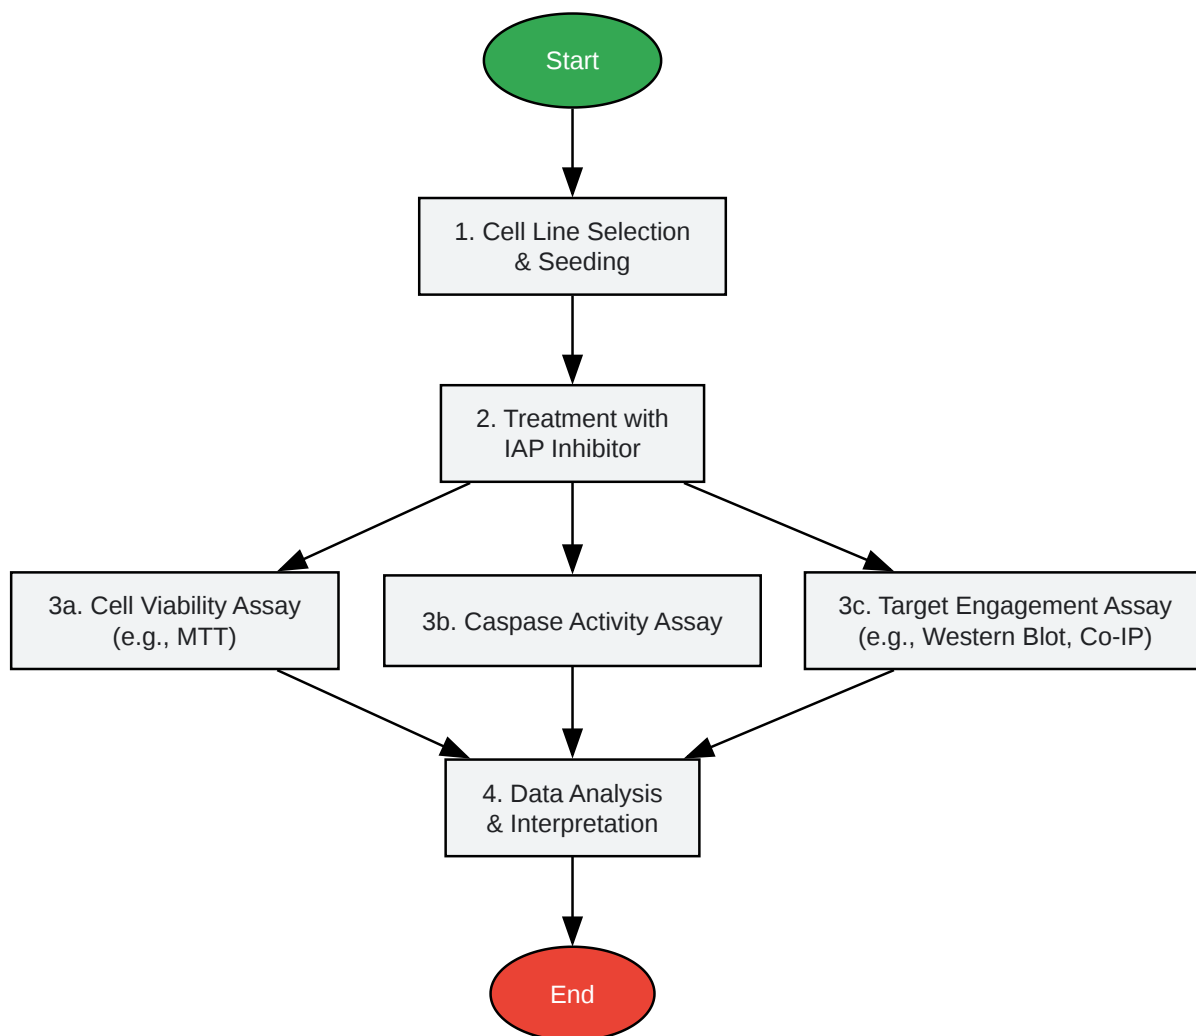 Start
1. Cell Line Selection
& Seeding
2. Treatment with
IAP Inhibitor
3a. Cell Viability Assay
(e.g., MTT)
3b. Caspase Activity Assay
3c. Target Engagement Assay
(e.g., Western Blot, Co-IP)
4. Data Analysis
& Interpretation
End